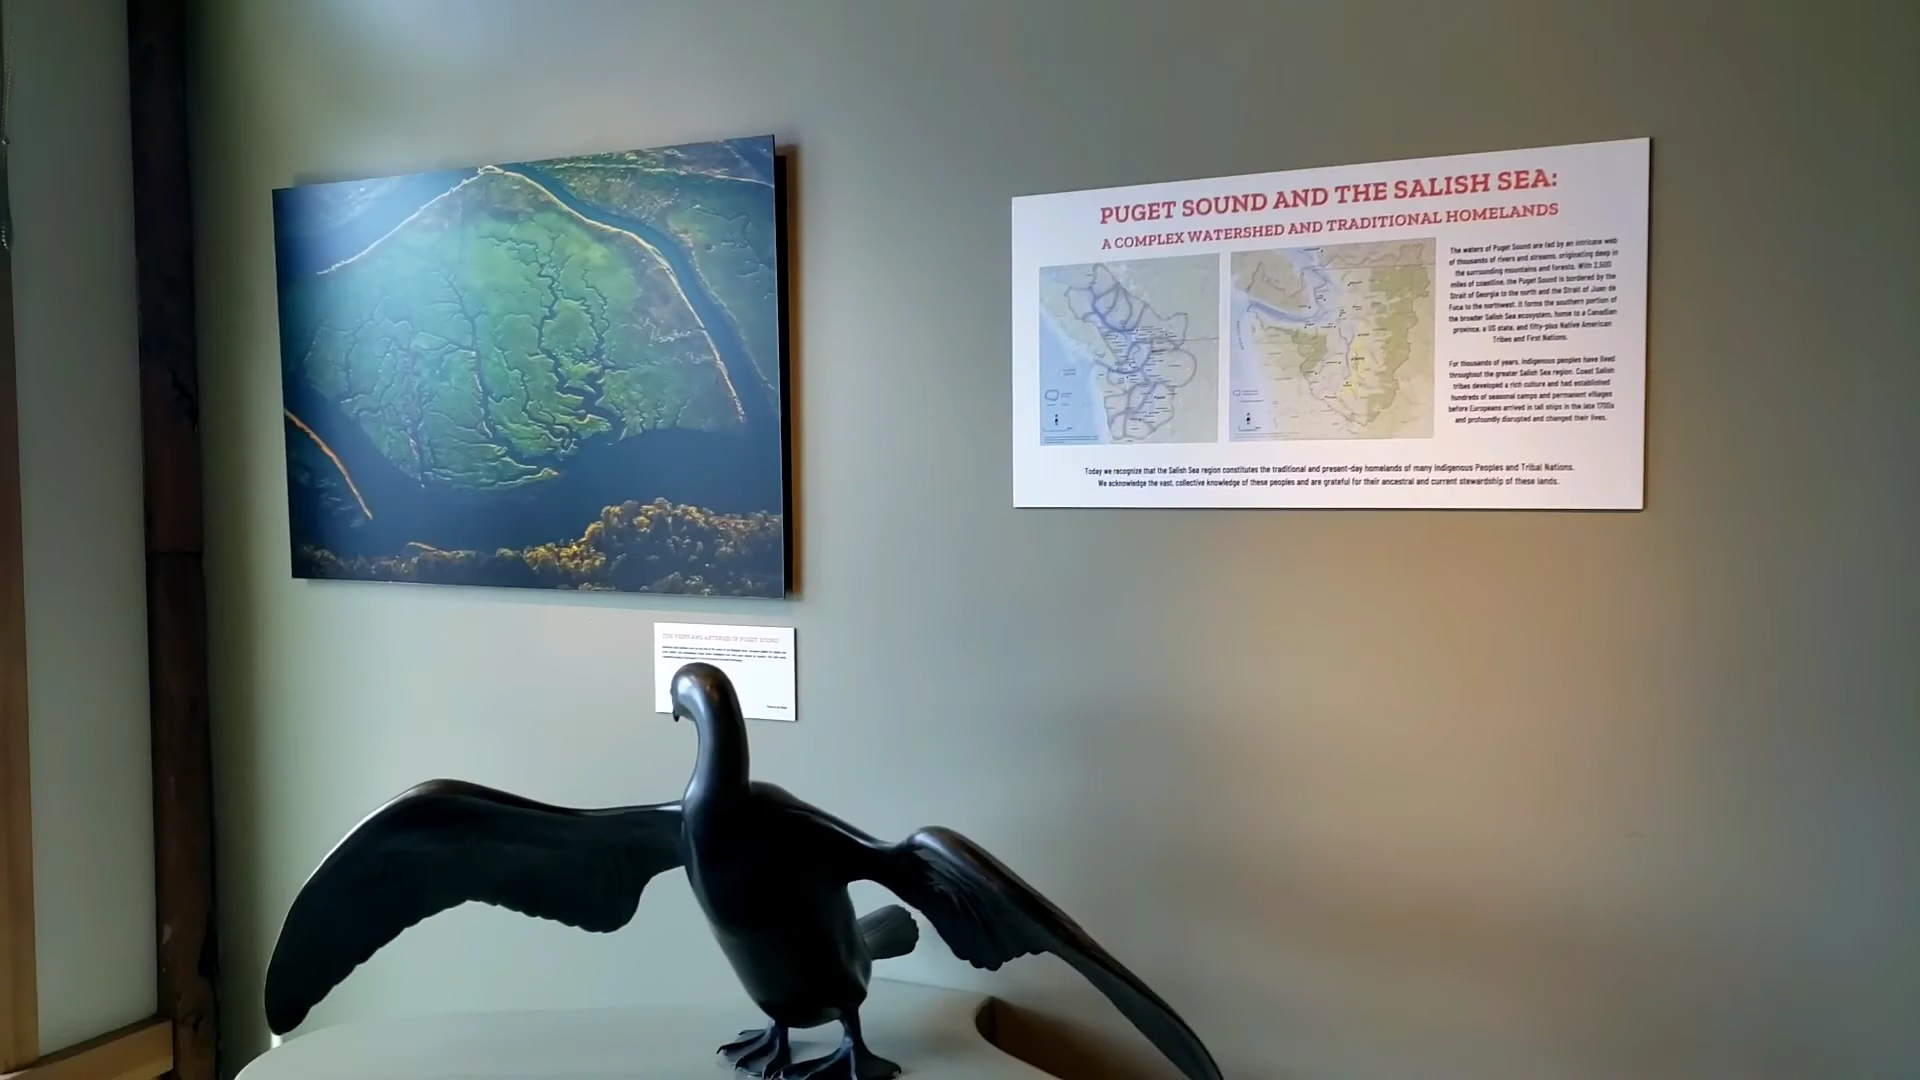 PUGET SOUND AND THE SALISH SEA:
A COMPLEX WATERSHED AND TRADITIONAL HOMELANDS
The waters of Puget Sound are fed by an intricate web
of thousands of rivers and streams, originating deep in
the surrounding mountains and forests. With 2,500
miles of coastline, the Puget Sound is bordered by the
Strait of Georgia to the north and the Strait of Juan de
Fuca to the northwest. It forms the southern portion of
the broader Salish Sea ecosystem, home to a Canadian
province, a US state, and fifty-plus Native American
Tribes and First Nations.
For thousands of years, Indigenous peoples have lived
throughout the greater Salish Sea region. Coast Salish
tribes developed a rich culture and had established
hundreds of seasonal camps and permanent villages
before Europeans arrived in tall ships in the late 1700s
and profoundly disrupted and changed their lives.
Today we recognize that the Salish Sea region constitutes the traditional and present-day homelands of many Indigenous Peoples and Tribal Nations.
We acknowledge the vast, collective knowledge of these peoples and are grateful for their ancestral and current stewardship of these lands.
THE VEINS AND ARTERIES OF PUGET SOUND